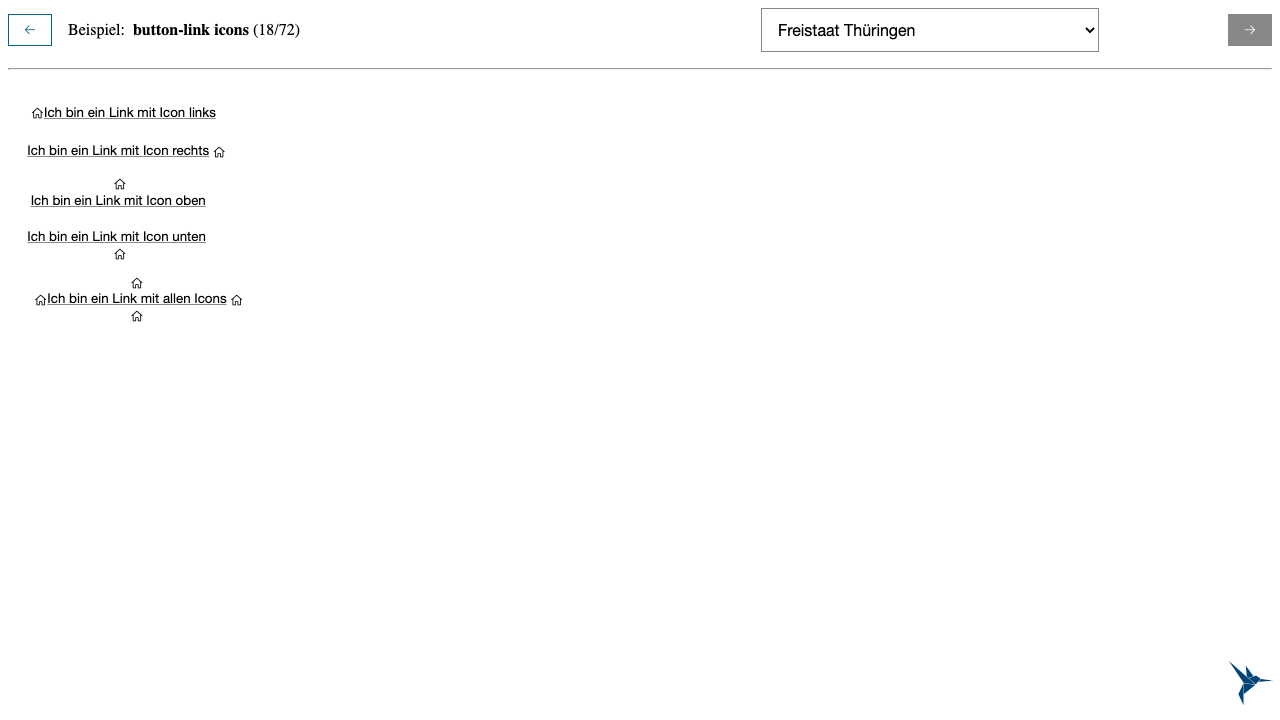 Beispiel: button-link icons (18/72)
Freistaat Thüringen
Ich bin ein Link mit Icon links
Ich bin ein Link mit Icon rechts
Ich bin ein Link mit Icon oben
Ich bin ein Link mit Icon unten
Ich bin ein Link mit allen Icons